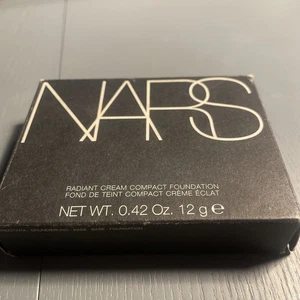 NARS
RADIANT CREAM COMPACT FOUNDATION
FOND DE TEINT COMPACT CRÈME ÉCLAT
NET WT. 0.42 Oz. 12 g ℮